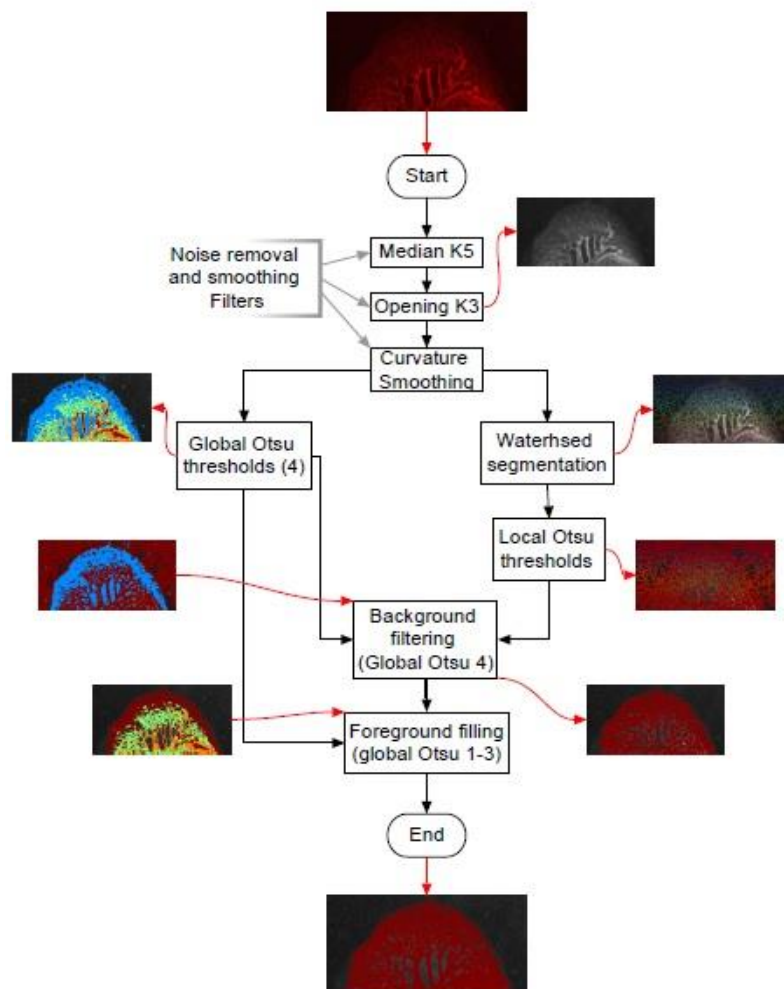 Start
Noise removal
and smoothing
Filters
Median K5
Opening K3
Curvature
Smoothing
Global Otsu
thresholds (4)
Waterhsed
segmentation
Local Otsu
thresholds
Background
filtering
(Global Otsu 4)
Foreground filling
(global Otsu 1-3)
End